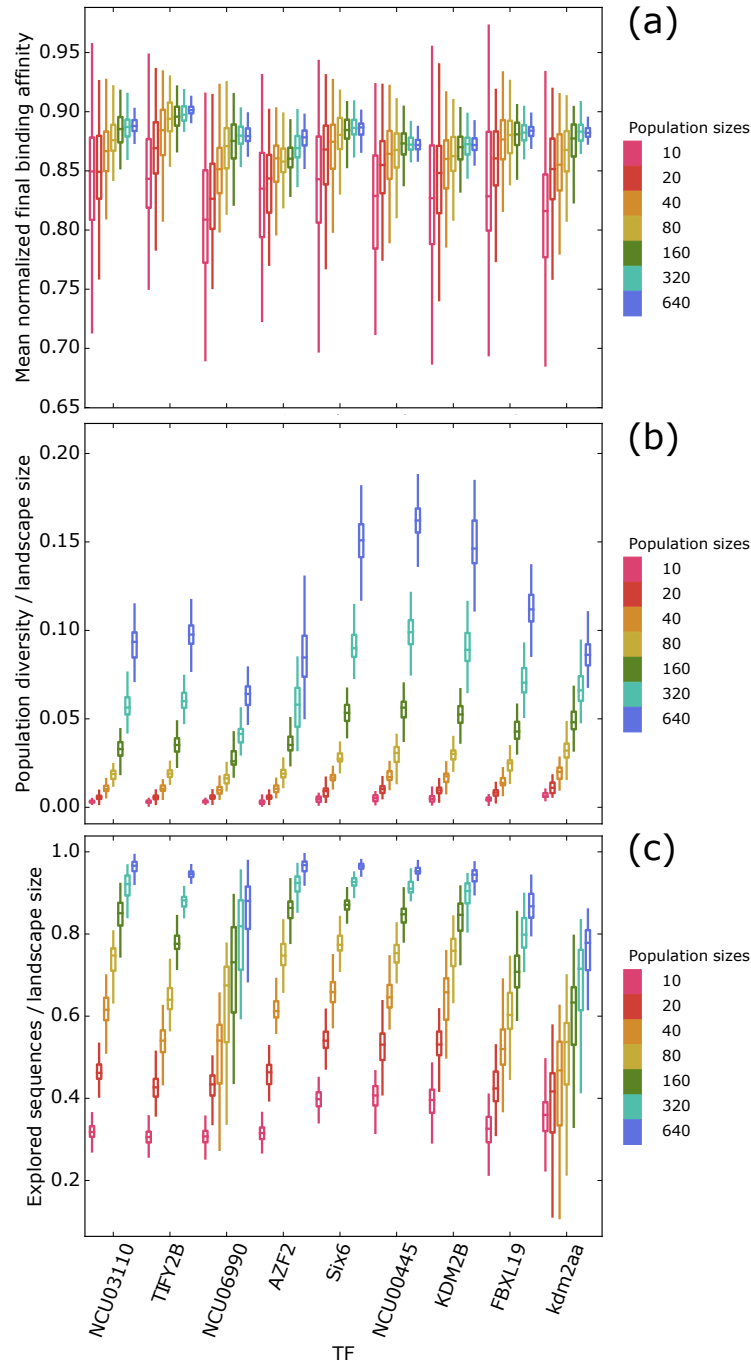 (a)
Mean normalized final binding affinity
0.95
0.90
0.85
0.80
0.75
0.70
0.65
Population sizes
10
20
40
80
160
320
640
(b)
Population diversity / landscape size
0.20
0.15
0.10
0.05
0.00
Population sizes
10
20
40
80
160
320
640
(c)
Explored sequences / landscape size
1.0
0.8
0.6
0.4
0.2
Population sizes
10
20
40
80
160
320
640
NCU03110
TIFY2B
NCU06990
AZF2
Six6
NCU00445
KDM2B
FBXL19
kdm2aa
TF